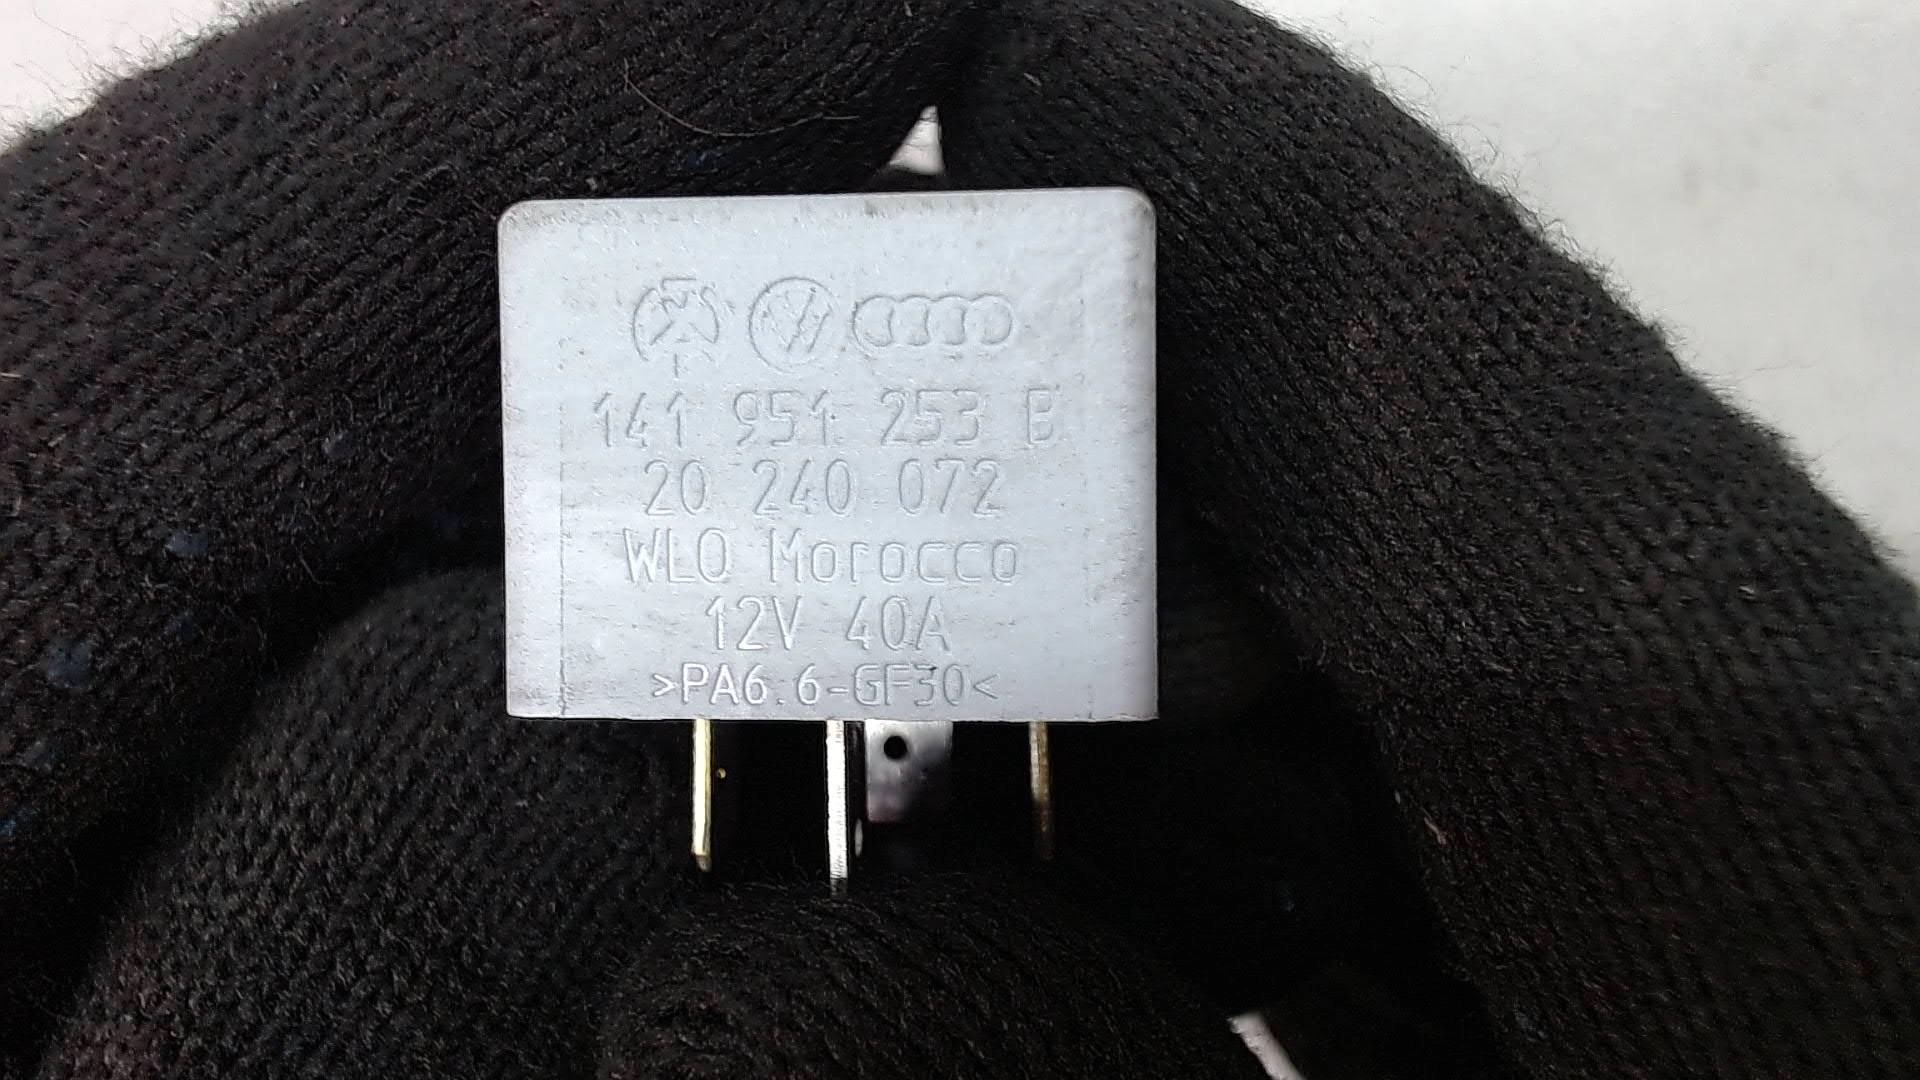 141 951 253 B
20 240 072
WLO Morocco
12V 40A
>PA6.6-GF30<